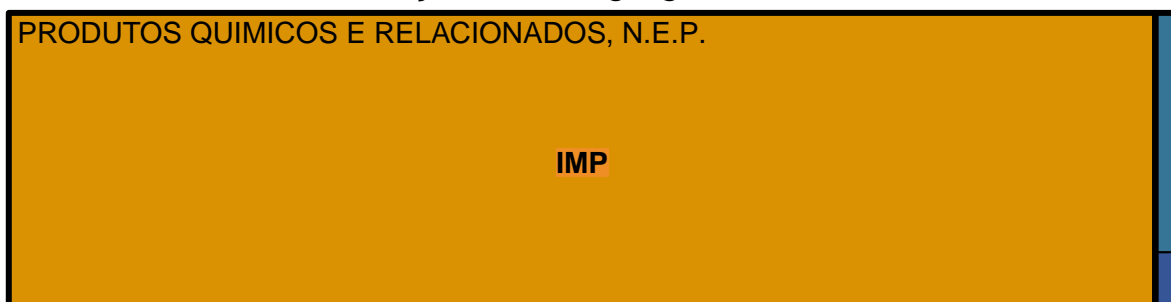 PRODUTOS QUIMICOS E RELACIONADOS, N.E.P.
IMP